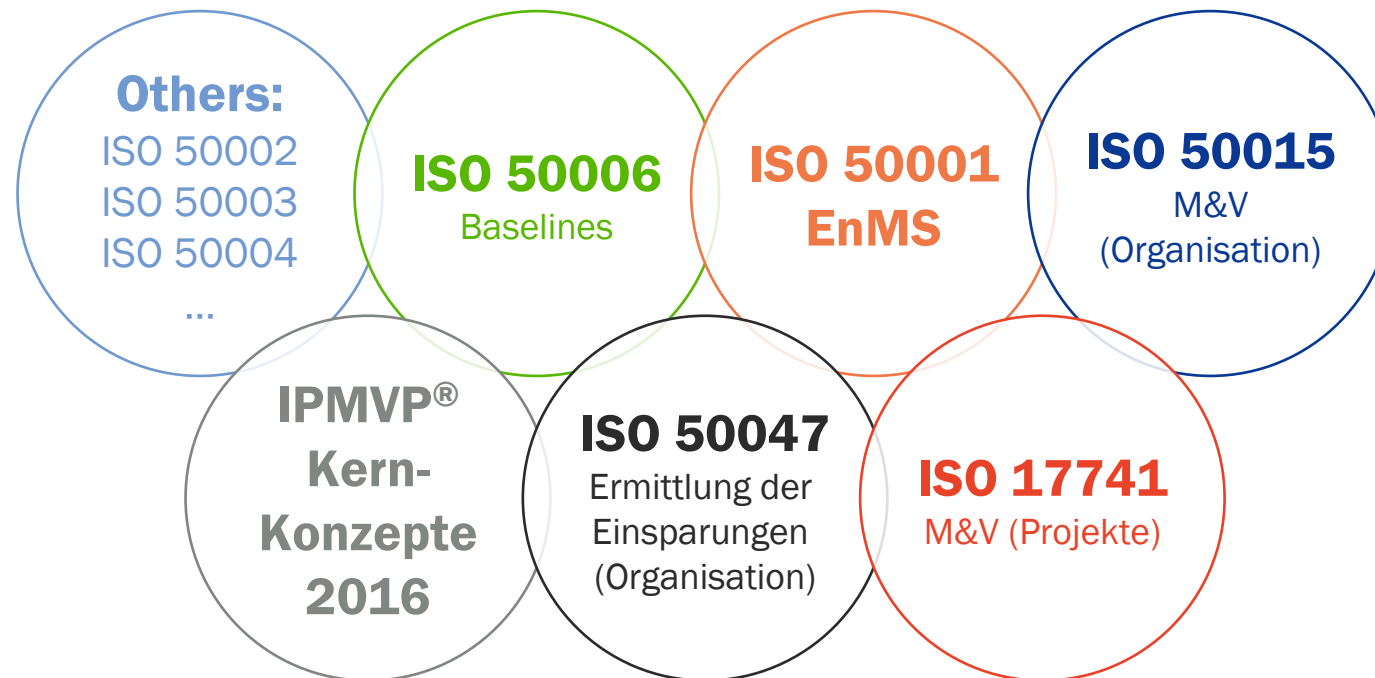 Others:
ISO 50002
ISO 50003
ISO 50004
...
ISO 50006
Baselines
ISO 50001
EnMS
ISO 50015
M&V
(Organisation)
IPMVP®
Kern-
Konzepte
2016
ISO 50047
Ermittlung der
Einsparungen
(Organisation)
ISO 17741
M&V (Projekte)